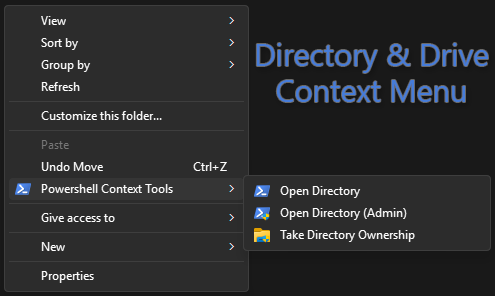 View
Sort by
Group by
Refresh
Customize this folder...
Paste
Undo Move Ctrl+Z
Powershell Context Tools
Give access to
New
Properties
Directory & Drive
Context Menu
Open Directory
Open Directory (Admin)
Take Directory Ownership